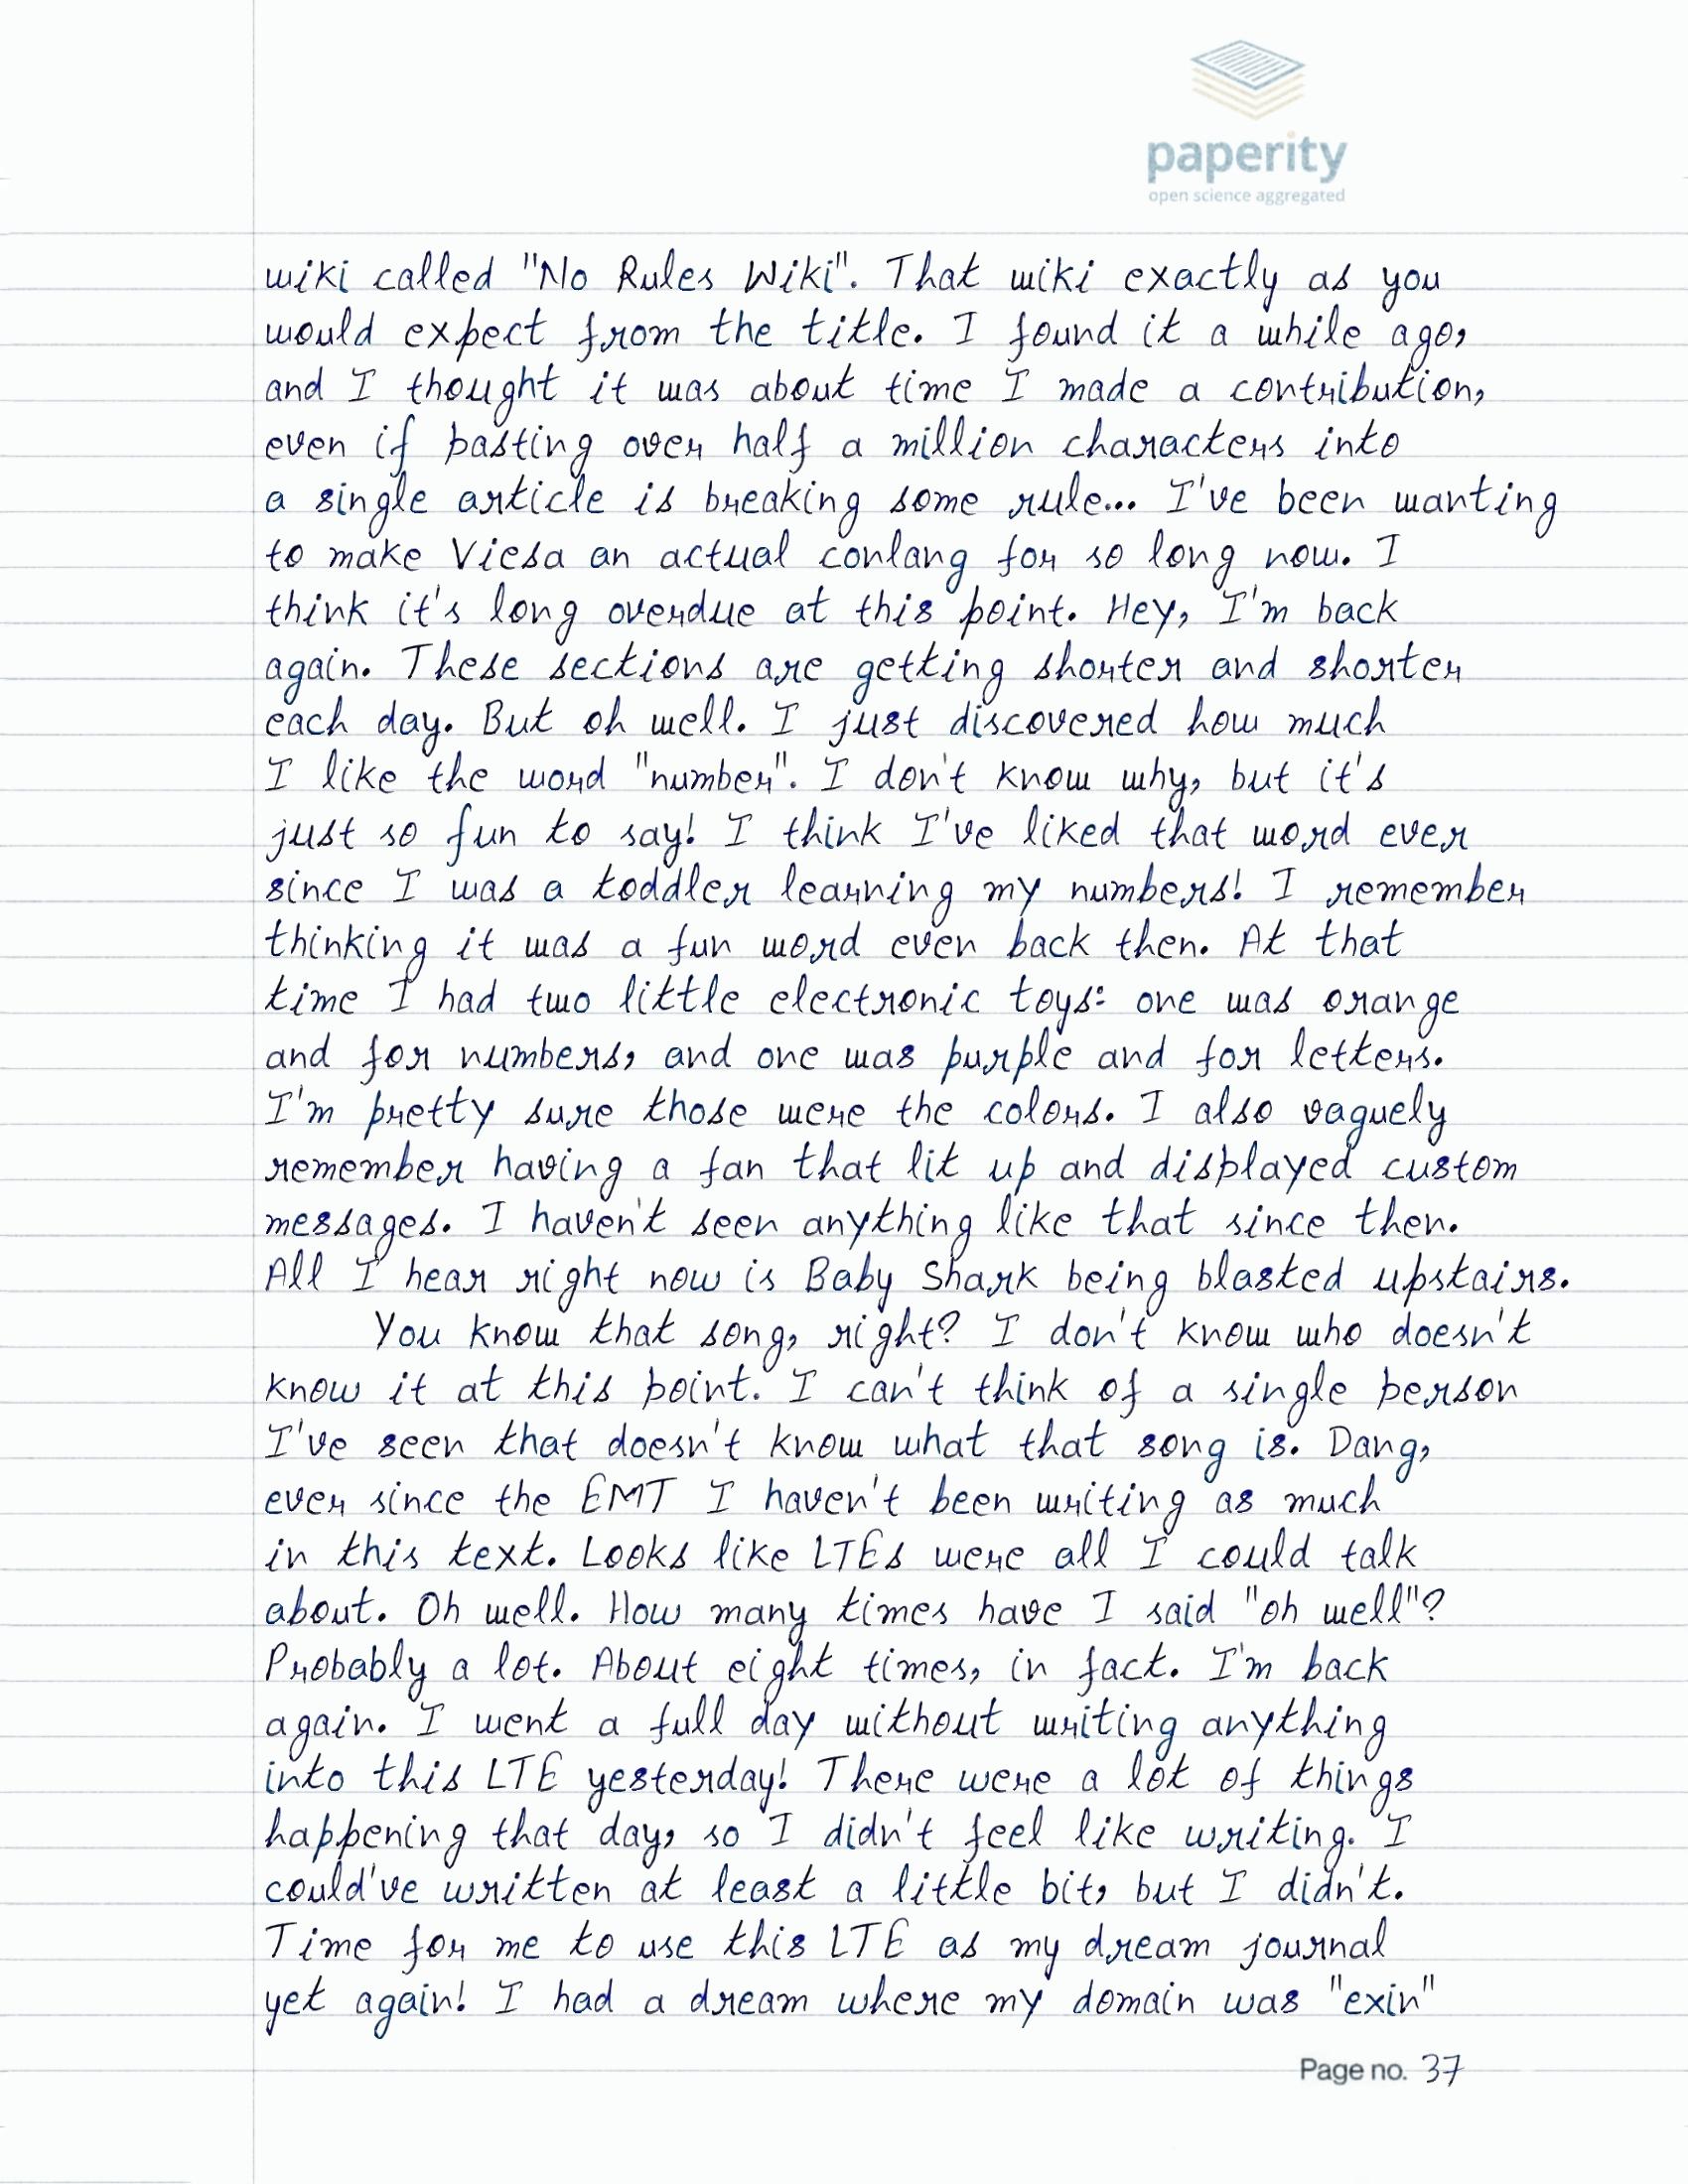 paperity
open science aggregated
wiki called "No Rules Wiki". That wiki exactly as you
would expect from the title. I found it a while ago,
and I thought it was about time I made a contribution,
even if pasting over half a million characters into
a single article is breaking some rule... I've been wanting
to make Viesa an actual conlang for so long now. I
think it's long overdue at this point. Hey, I'm back
again. These sections are getting shorter and shorter
each day. But oh well. I just discovered how much
I like the word "number". I don't know why, but it's
just so fun to say! I think I've liked that word ever
since I was a toddler learning my numbers! I remember
thinking it was a fun word even back then. At that
time I had two little electronic toys: one was orange
and for numbers, and one was purple and for letters.
I'm pretty sure those were the colors. I also vaguely
remember having a fan that lit up and displayed custom
messages. I haven't seen anything like that since then.
All I hear right now is Baby Shark being blasted upstairs.
You know that song, right? I don't know who doesn't
know it at this point. I can't think of a single person
I've seen that doesn't know what that song is. Dang,
ever since the EMT I haven't been writing as much
in this text. Looks like LTEs were all I could talk
about. Oh well. How many times have I said "oh well"?
Probably a lot. About eight times, in fact. I'm back
again. I went a full day without writing anything
into this LTE yesterday! There were a lot of things
happening that day, so I didn't feel like writing. I
could've written at least a little bit, but I didn't.
Time for me to use this LTE as my dream journal
yet again! I had a dream where my domain was "exin"
Page no. 37